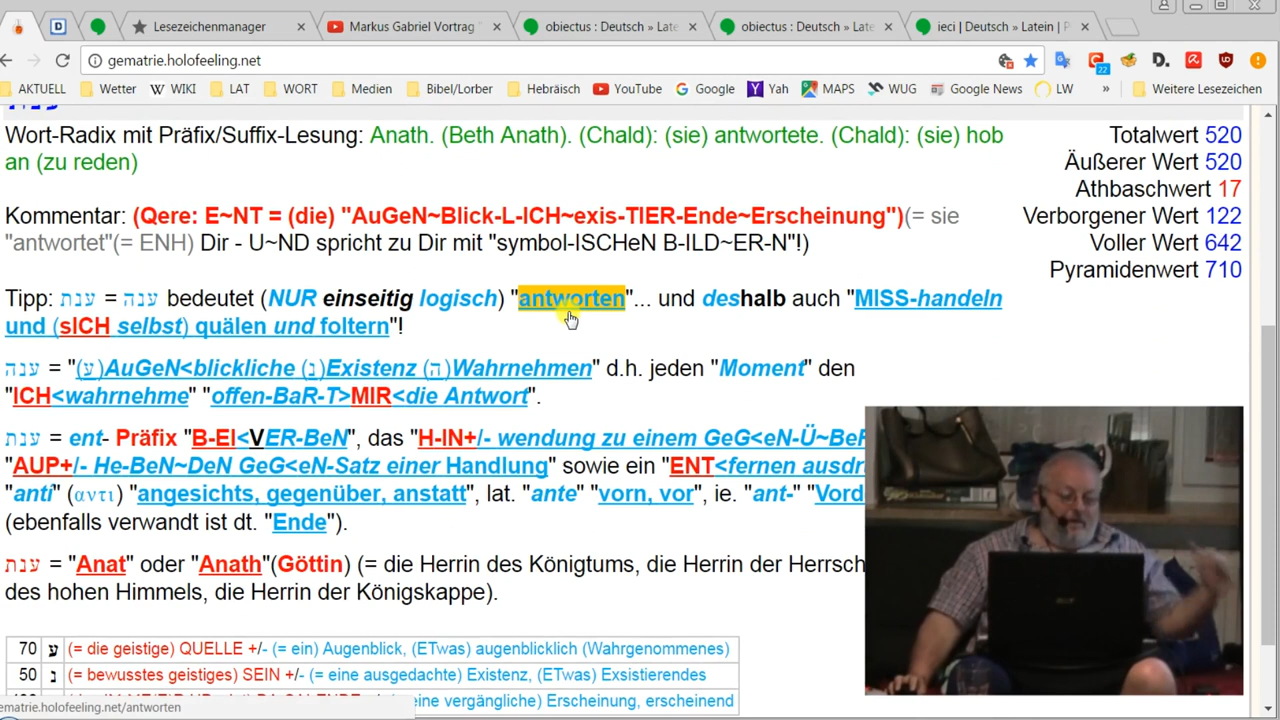 Lesezeichenmanager × Markus Gabriel Vortrag × obiectus : Deutsch » Late × obiectus : Deutsch » Late × ieci | Deutsch » Latein | P ×
gematrie.holofeeling.net
AKTUELL Wetter WIKI LAT WORT Medien Bibel/Lorber Hebräisch YouTube Google Yah MAPS WUG Google News LW » Weitere Lesezeichen
Wort-Radix mit Präfix/Suffix-Lesung: Anath. (Beth Anath). (Chald): (sie) antwortete. (Chald): (sie) hob
an (zu reden)
Totalwert 520
Äußerer Wert 520
Athbaschwert 17
Verborgener Wert 122
Voller Wert 642
Pyramidenwert 710
Kommentar: (Qere: E~NT = (die) "AuGeN~Blick-L-ICH~exis-TIER-Ende~Erscheinung")(= sie
"antwortet"(= ENH) Dir - U~ND spricht zu Dir mit "symbol-ISCHeN B-ILD~ER-N"!)
Tipp: ענת = ענה bedeutet (NUR einseitig logisch) "antworten"... und deshalb auch "MISS-handeln
und (sICH selbst) quälen und foltern"!
ענה = "(ע)AuGeN<blickliche (נ)Existenz (ה)Wahrnehmen" d.h. jeden "Moment" den
"ICH<wahrnehme" "offen-BaR-T>MIR<die Antwort".
ענת = ent- Präfix "B-EI<VER-BeN", das "H-IN+/- wendung zu einem GeG<eN-Ü~BeR
"AUP+/- He-BeN~DeN GeG<eN-Satz einer Handlung" sowie ein "ENT<fernen ausdr
"anti" (αντι) "angesichts, gegenüber, anstatt", lat. "ante" "vorn, vor", ie. "ant-" "Vord
(ebenfalls verwandt ist dt. "Ende").
ענת = "Anat" oder "Anath"(Göttin) (= die Herrin des Königtums, die Herrin der Herrsch
des hohen Himmels, die Herrin der Königskappe).
70 ע (= die geistige) QUELLE +/- (= ein) Augenblick, (ETwas) augenblicklich (Wahrgenommenes)
50 נ (= bewusstes geistiges) SEIN +/- (= eine ausgedachte) Existenz, (ETwas) Exsistierendes
eine vergängliche) Erscheinung, erscheinend
ematrie.holofeeling.net/antworten